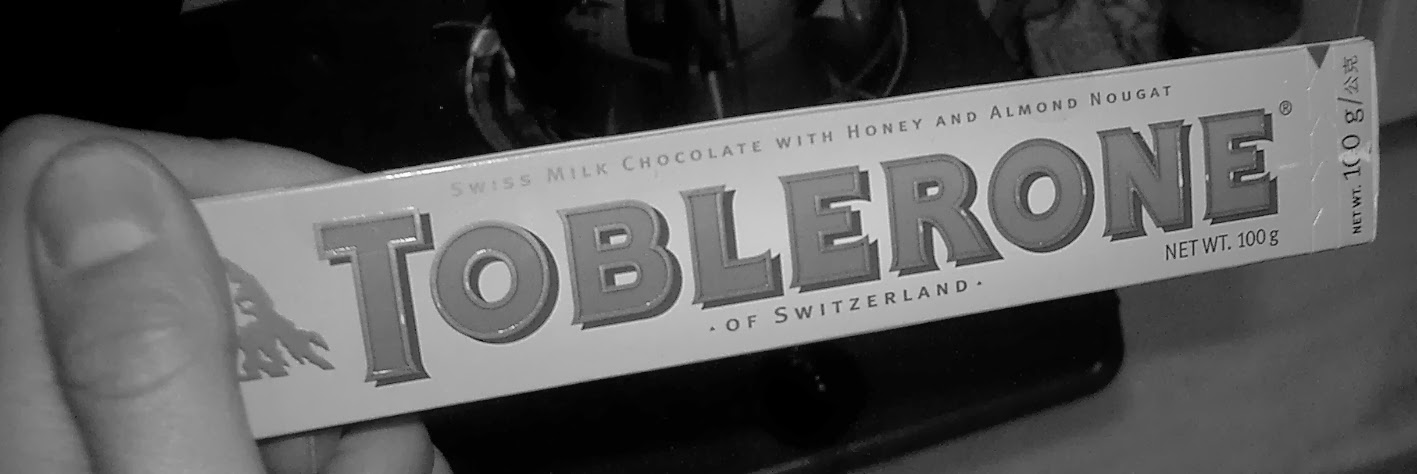 Swiss Milk Chocolate with Honey and Almond Nougat
TOBLERONE®
· OF SWITZERLAND ·
NET WT. 100 g
NET WT. 100 g/公克